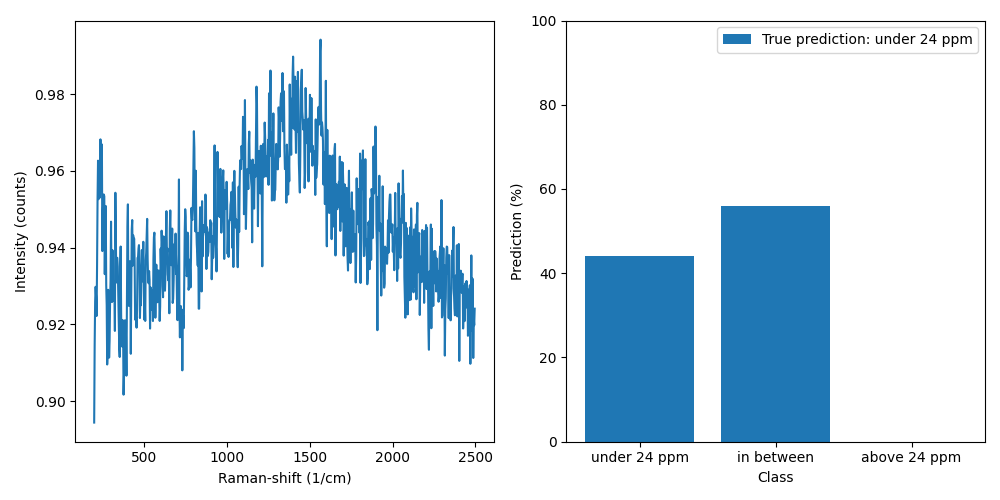 0.98
0.96
0.94
0.92
0.90
Intensity (counts)
500
1000
1500
2000
2500
Raman-shift (1/cm)
100
80
60
40
20
0
Prediction (%)
True prediction: under 24 ppm
under 24 ppm
in between
above 24 ppm
Class